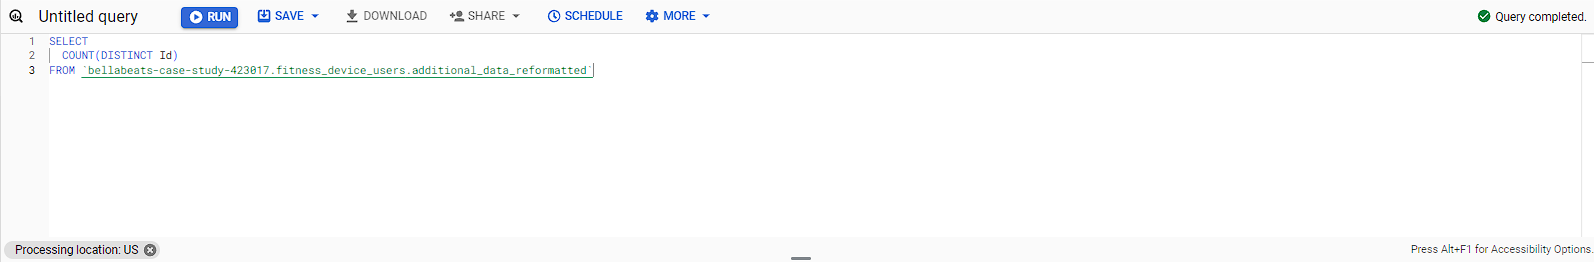 Untitled query RUN SAVE DOWNLOAD SHARE SCHEDULE MORE Query completed.
1 SELECT
2 COUNT(DISTINCT Id)
3 FROM `bellabeats-case-study-423017.fitness_device_users.additional_data_reformatted`
Processing location: US Press Alt+F1 for Accessibility Options.